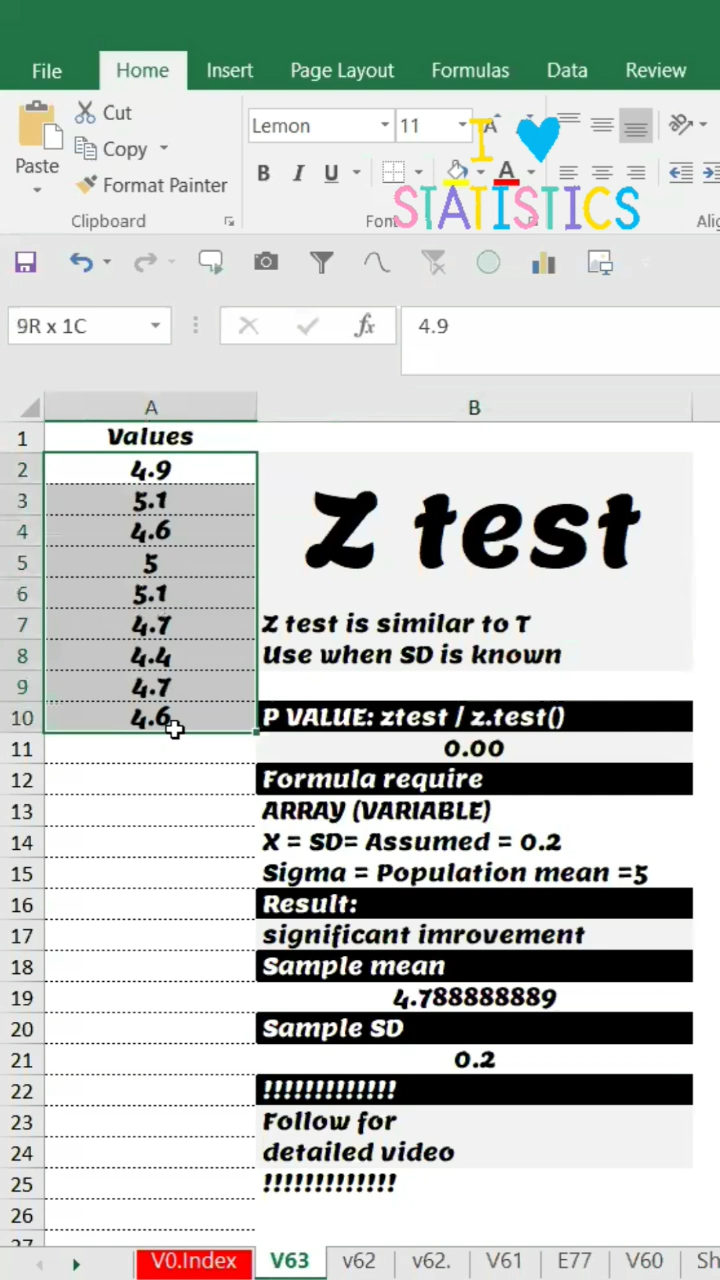 File Home Insert Page Layout Formulas Data Review
Cut
Paste Copy
Format Painter
Clipboard
Lemon 11
B I U A
I
STATISTICS
9R x 1C fx 4.9
A B
1 Values
2 4.9
3 5.1
4 4.6
Z test
5 5
6 5.1
7 4.7 Z test is similar to T
8 4.4 Use when SD is known
9 4.7
10 4.6 P VALUE: ztest / z.test()
11 0.00
12 Formula require
13 ARRAY (VARIABLE)
14 X = SD= Assumed = 0.2
15 Sigma = Population mean =5
16 Result:
17 significant imrovement
18 Sample mean
19 4.788888889
20 Sample SD
21 0.2
22 !!!!!!!!!!!!!
23 Follow for
24 detailed video
25 !!!!!!!!!!!!!
26
27
V0.Index V63 v62 v62. V61 E77 V60 Sh